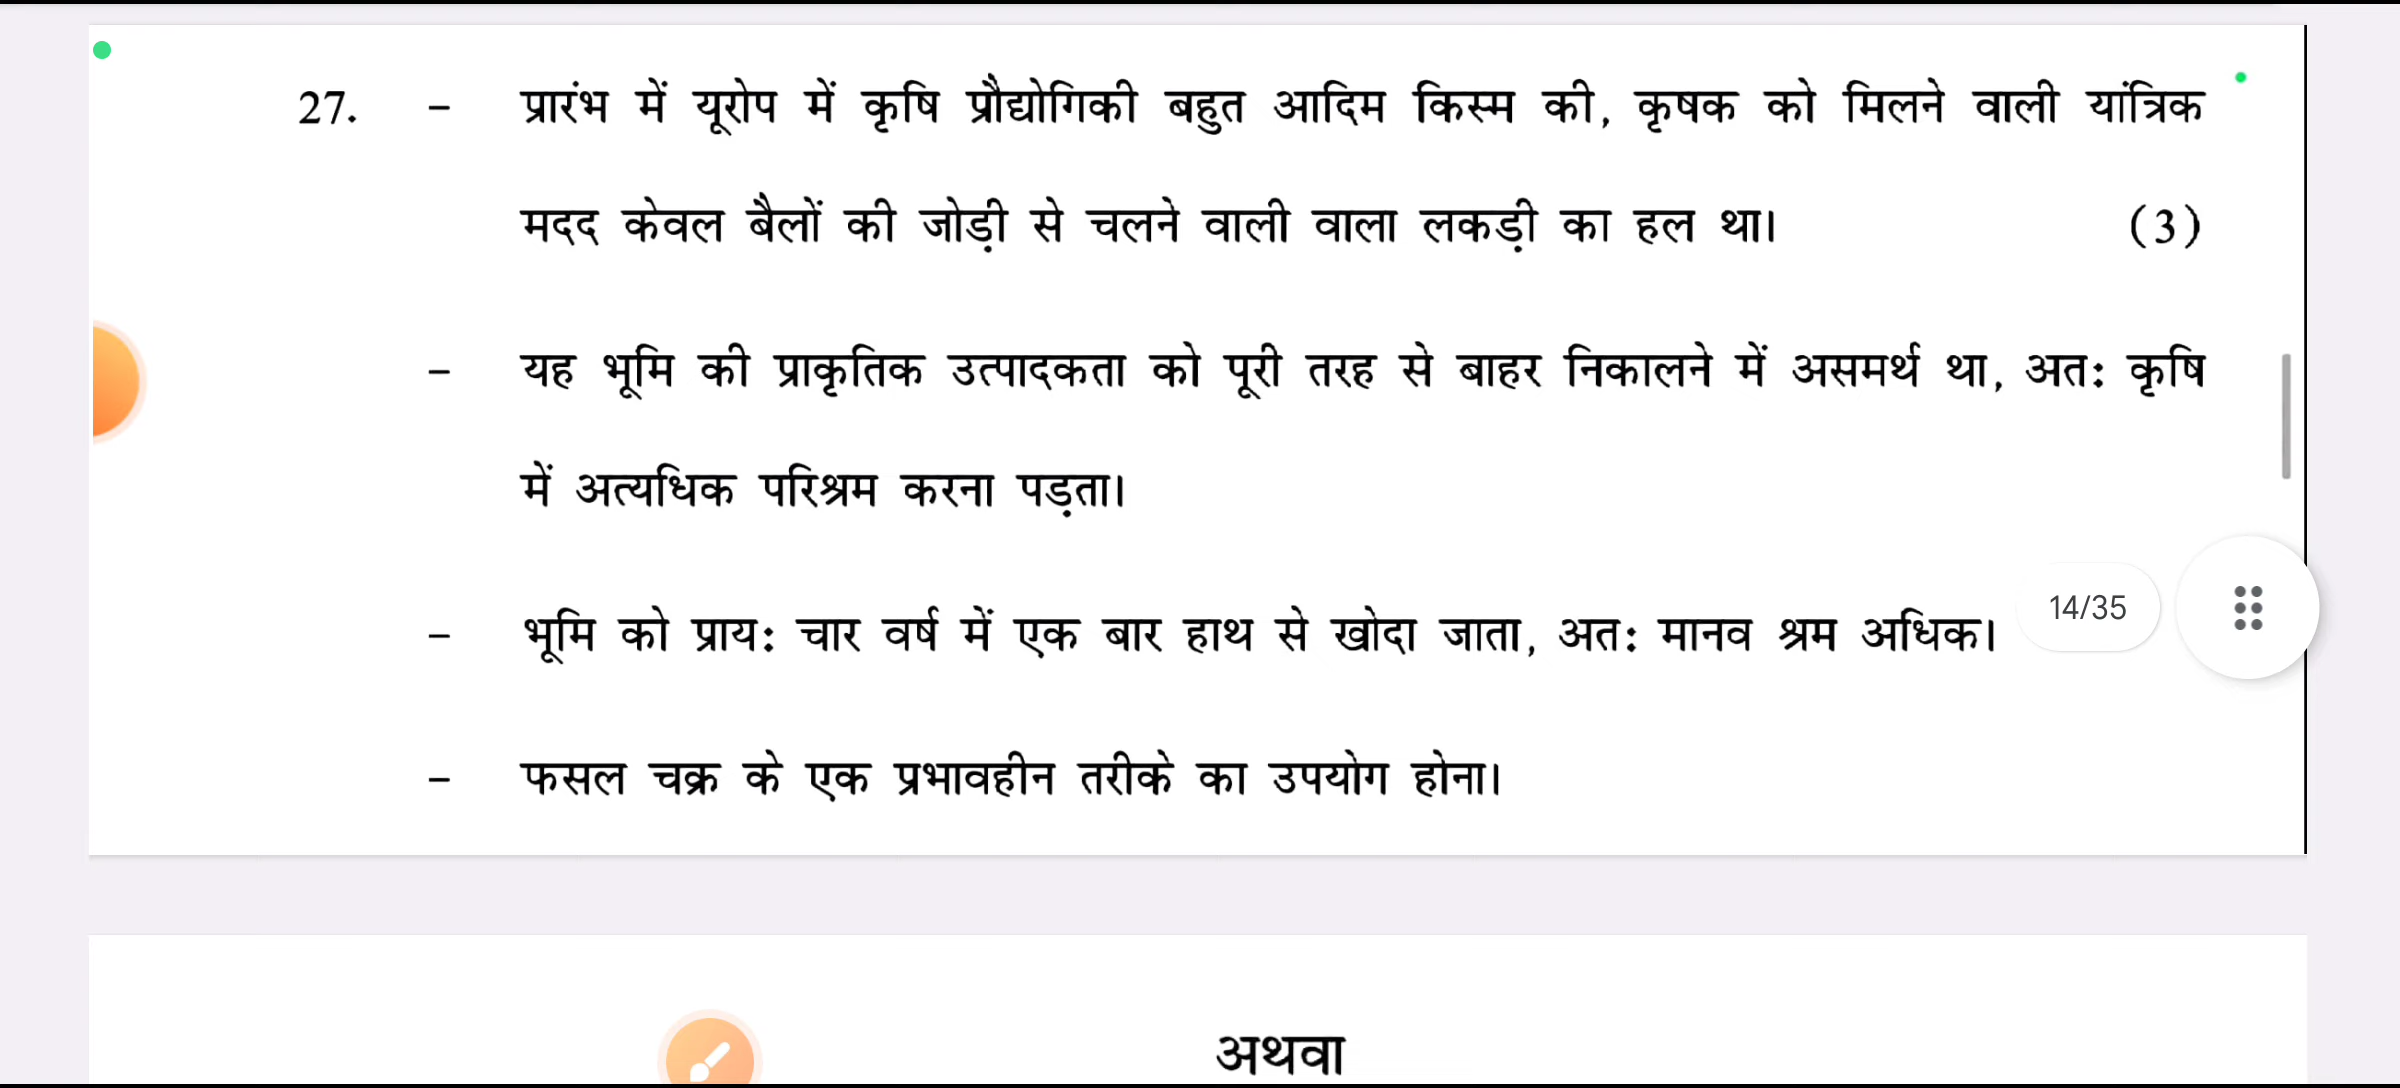 27. - प्रारंभ में यूरोप में कृषि प्रौद्योगिकी बहुत आदिम किस्म की, कृषक को मिलने वाली यांत्रिक
मदद केवल बैलों की जोड़ी से चलने वाली वाला लकड़ी का हल था। (3)
- यह भूमि की प्राकृतिक उत्पादकता को पूरी तरह से बाहर निकालने में असमर्थ था, अतः कृषि
में अत्यधिक परिश्रम करना पड़ता।
- भूमि को प्रायः चार वर्ष में एक बार हाथ से खोदा जाता, अतः मानव श्रम अधिक।
14/35
- फसल चक्र के एक प्रभावहीन तरीके का उपयोग होना।
अथवा